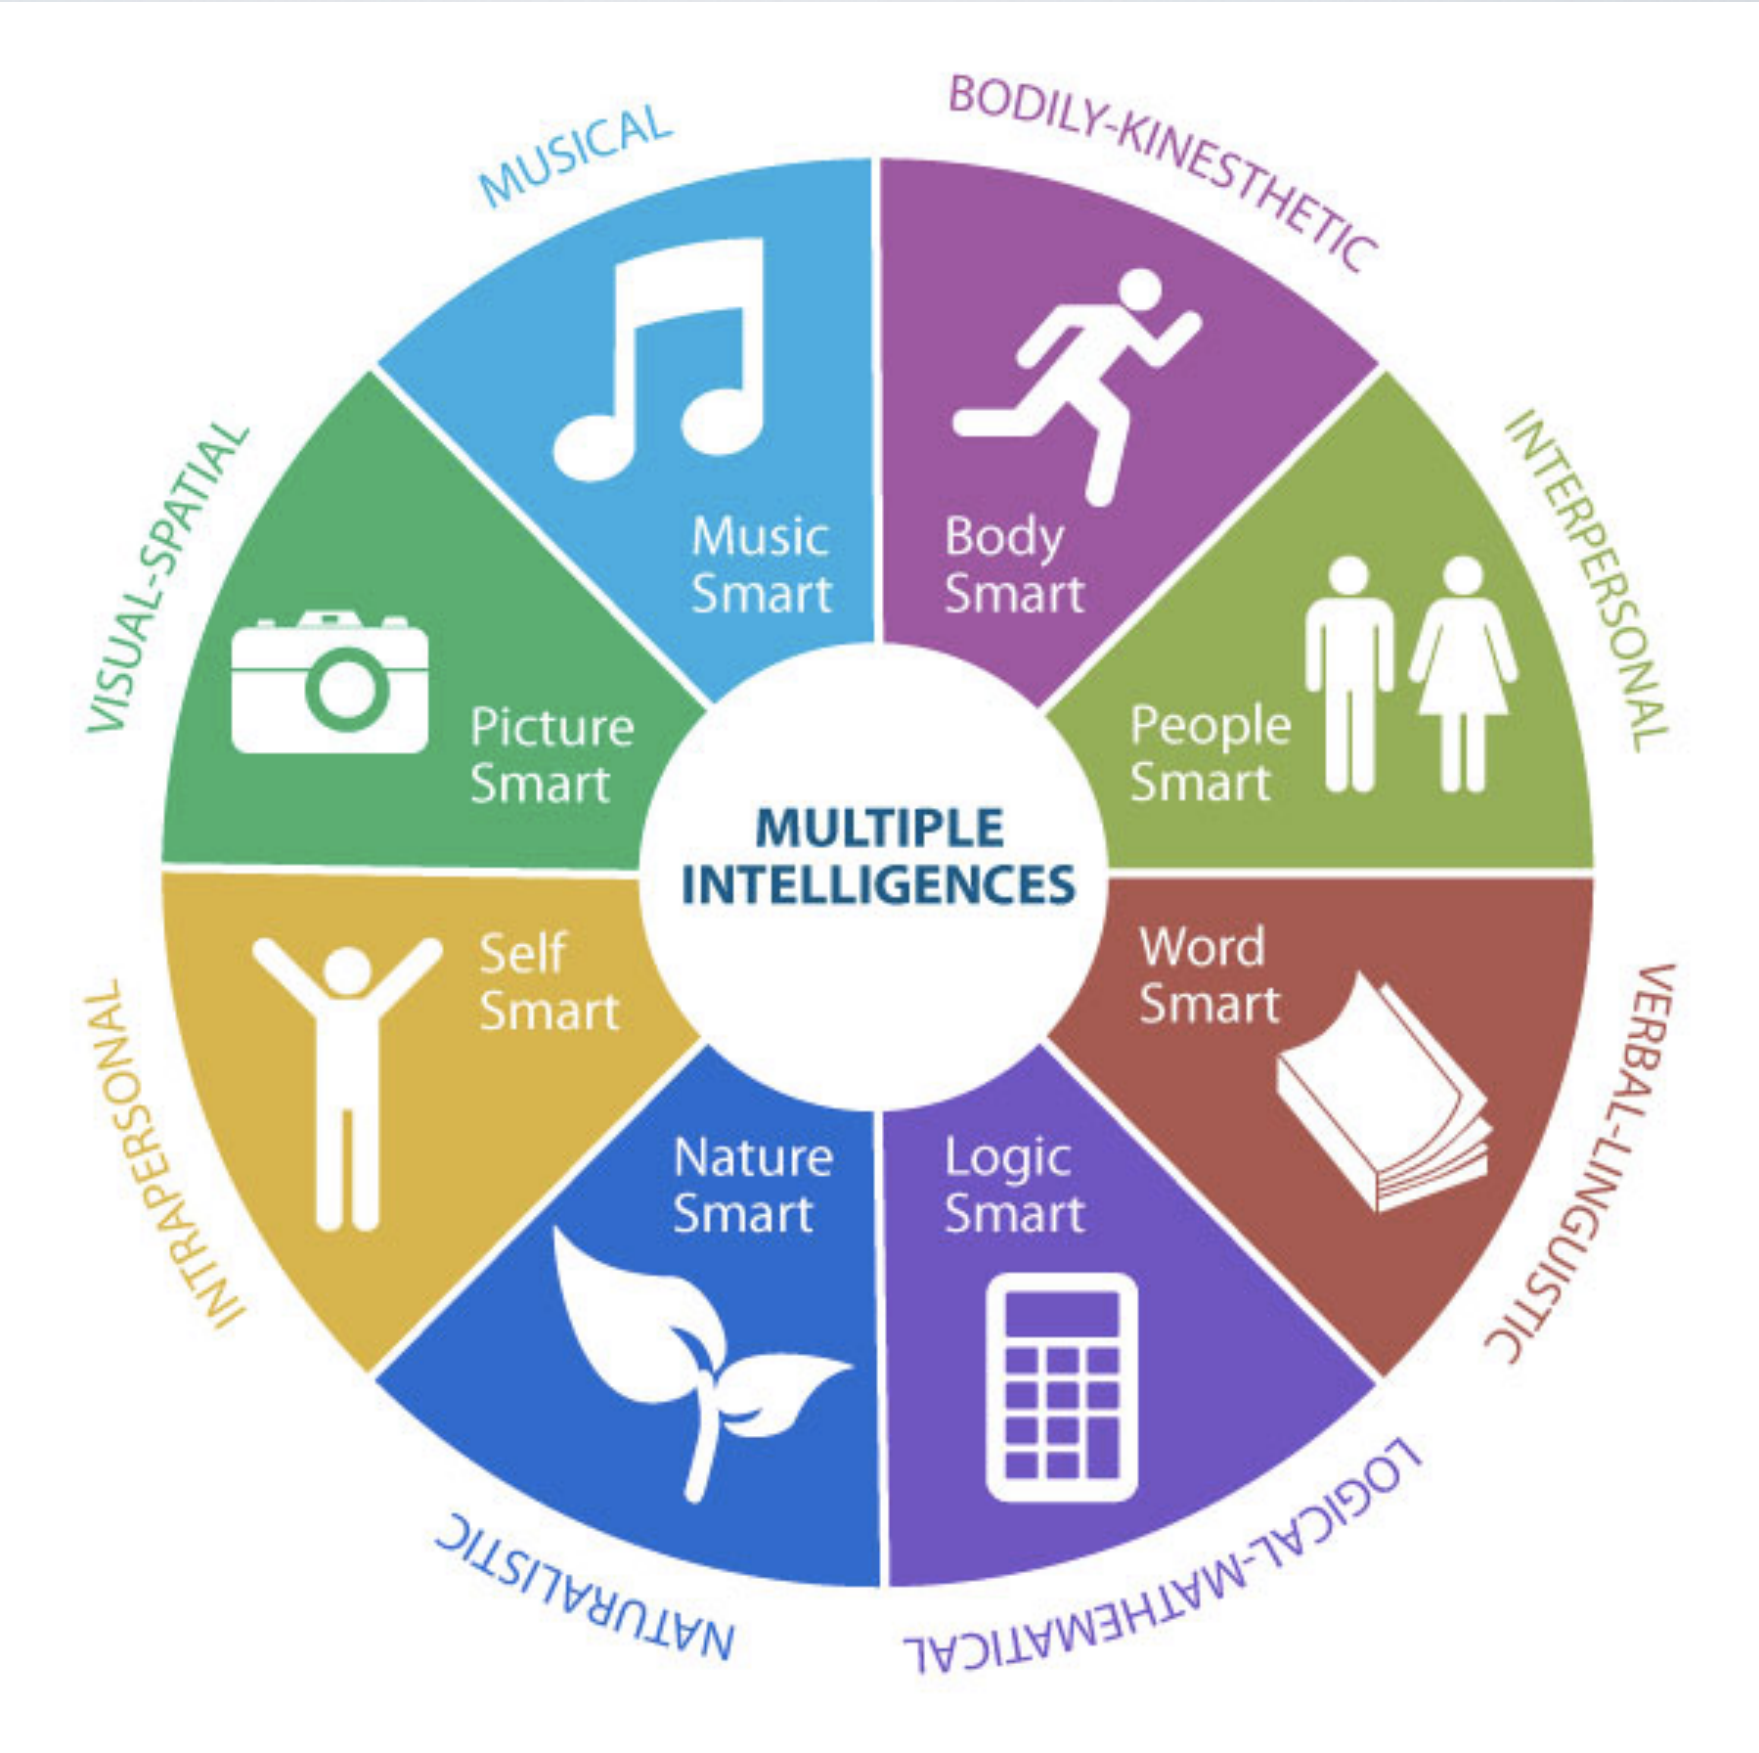 MUSICAL
BODILY-KINESTHETIC
INTERPERSONAL
VERBAL-LINGUISTIC
LOGICAL-MATHEMATICAL
NATURALISTIC
INTRAPERSONAL
VISUAL-SPATIAL
Music
Smart
Body
Smart
People
Smart
Word
Smart
Logic
Smart
Nature
Smart
Self
Smart
Picture
Smart
MULTIPLE
INTELLIGENCES